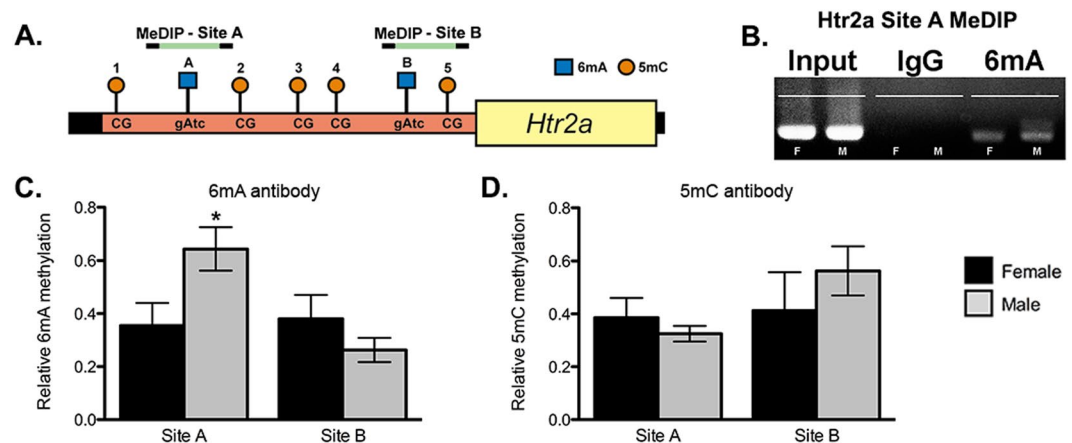 A.
MeDIP - Site A
MeDIP - Site B
1 A 2 3 4 B 5
6mA 5mC
CG gAtc CG CG CG gAtc CG
Htr2a
B.
Htr2a Site A MeDIP
Input IgG 6mA
F M F M F M
C.
6mA antibody
Relative 6mA methylation
0.8
0.6
0.4
0.2
0.0
*
Site A Site B
D.
5mC antibody
Relative 5mC methylation
0.8
0.6
0.4
0.2
0.0
Site A Site B
Female
Male